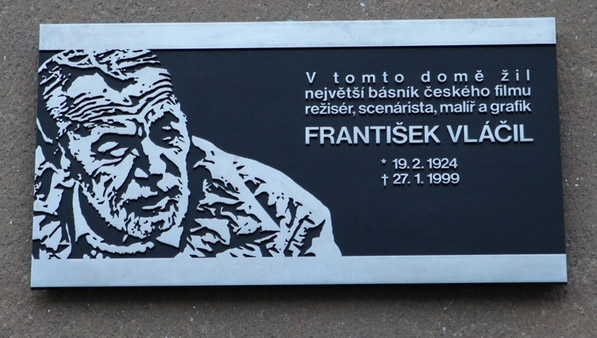 V tomto domě žil
největší básník českého filmu
režisér, scenárista, malíř a grafik
FRANTIŠEK VLÁČIL
* 19. 2. 1924
† 27. 1. 1999